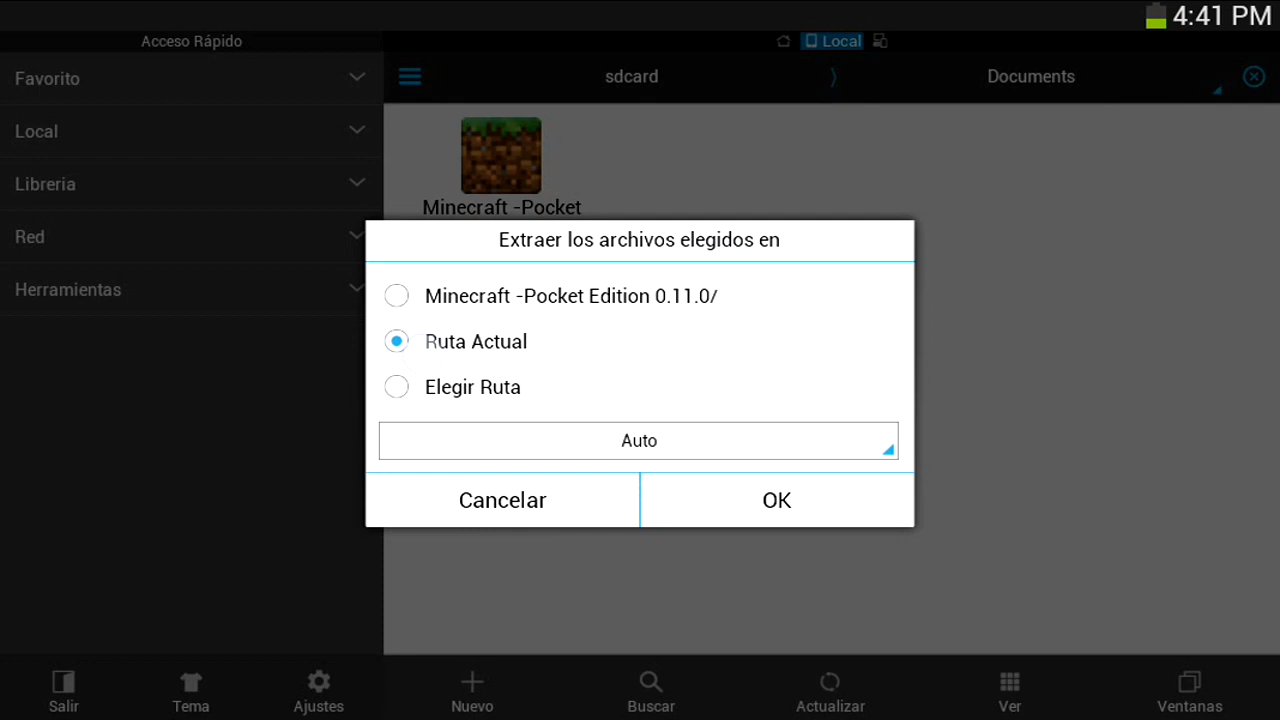 4:41 PM
Acceso Rápido
Local
Favorito
sdcard
Documents
Local
Libreria
Red
Herramientas
Minecraft -Pocket
Extraer los archivos elegidos en
Minecraft -Pocket Edition 0.11.0/
Ruta Actual
Elegir Ruta
Auto
Cancelar
OK
Salir
Tema
Ajustes
Nuevo
Buscar
Actualizar
Ver
Ventanas